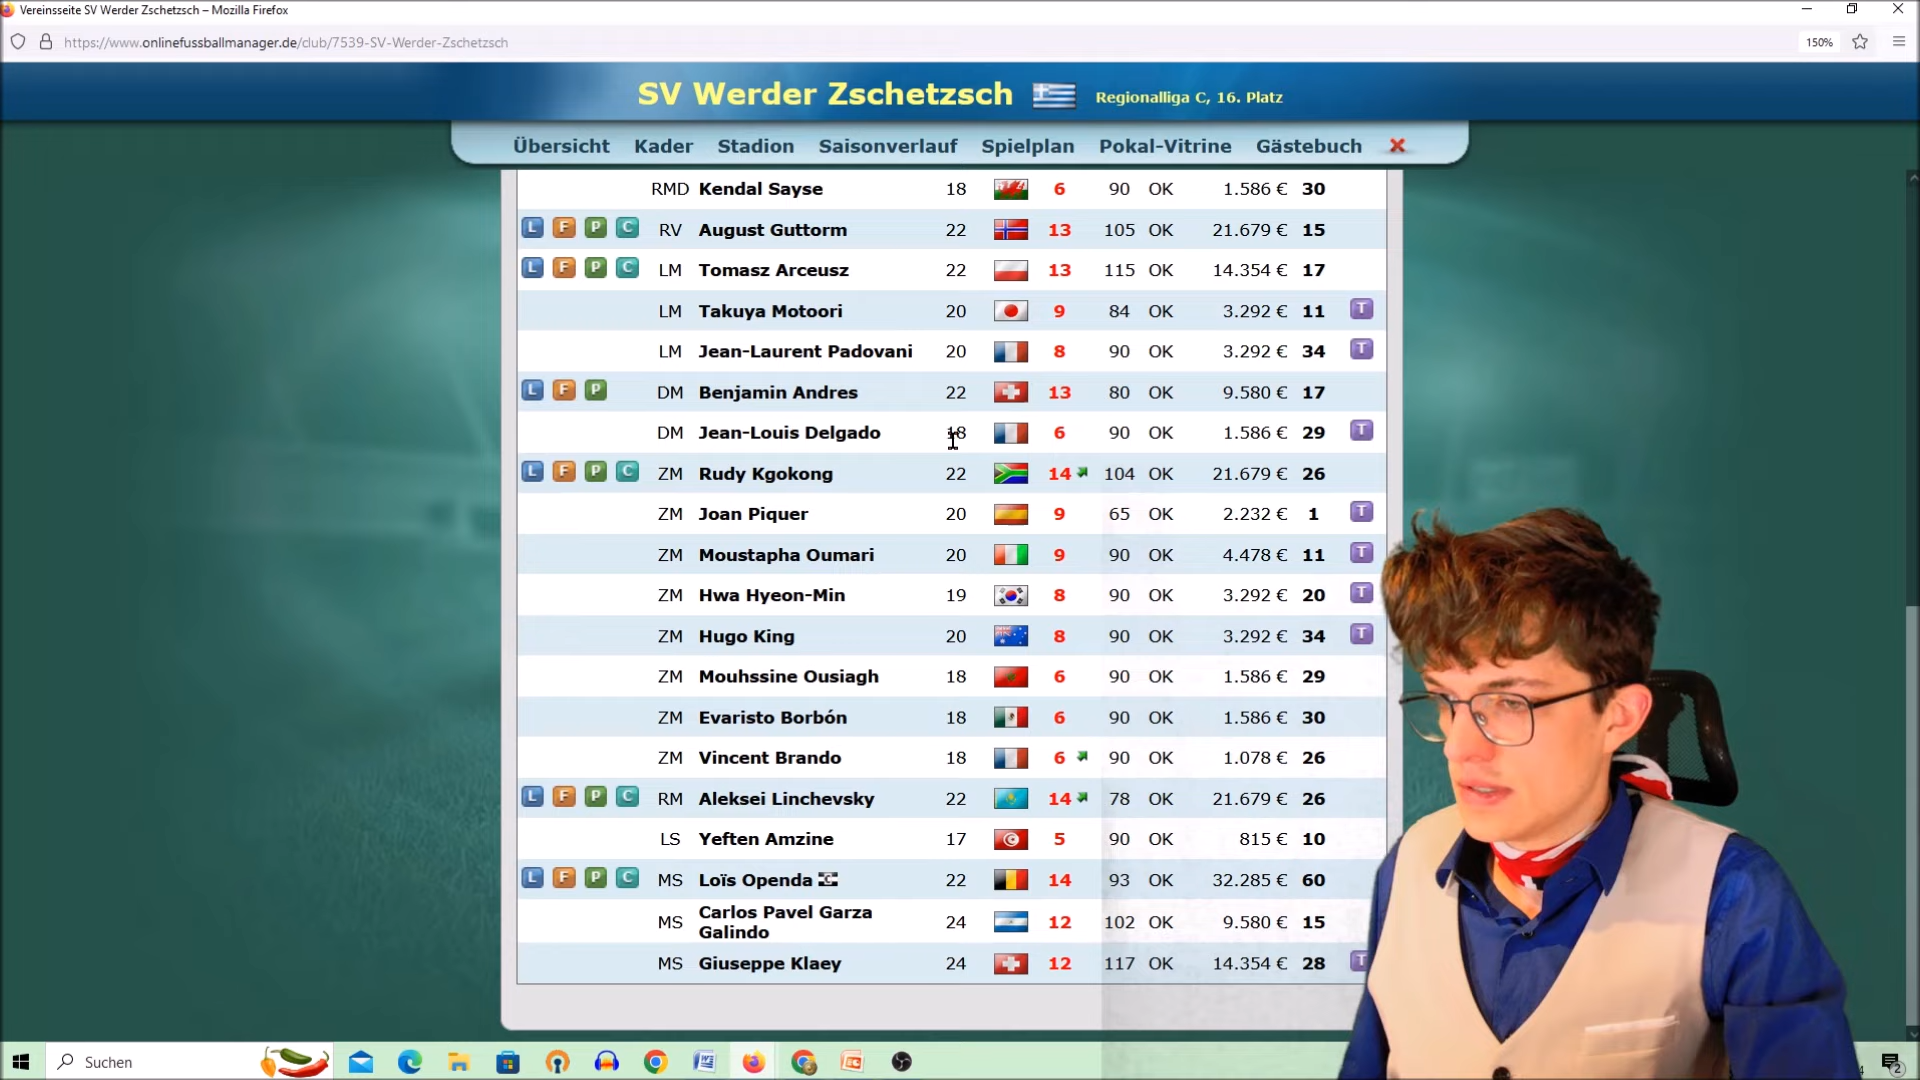 Vereinsseite SV Werder Zschetzsch – Mozilla Firefox
https://www.onlinefussballmanager.de/club/7539-SV-Werder-Zschetzsch 150%
SV Werder Zschetzsch Regionalliga C, 16. Platz
Übersicht Kader Stadion Saisonverlauf Spielplan Pokal-Vitrine Gästebuch
RMD Kendal Sayse 18 6 90 OK 1.586 € 30
L F P C RV August Guttorm 22 13 105 OK 21.679 € 15
L F P C LM Tomasz Arceusz 22 13 115 OK 14.354 € 17
LM Takuya Motoori 20 9 84 OK 3.292 € 11 T
LM Jean-Laurent Padovani 20 8 90 OK 3.292 € 34 T
L F P DM Benjamin Andres 22 13 80 OK 9.580 € 17
DM Jean-Louis Delgado 18 6 90 OK 1.586 € 29 T
L F P C ZM Rudy Kgokong 22 14 104 OK 21.679 € 26
ZM Joan Piquer 20 9 65 OK 2.232 € 1 T
ZM Moustapha Oumari 20 9 90 OK 4.478 € 11 T
ZM Hwa Hyeon-Min 19 8 90 OK 3.292 € 20 T
ZM Hugo King 20 8 90 OK 3.292 € 34 T
ZM Mouhssine Ousiagh 18 6 90 OK 1.586 € 29
ZM Evaristo Borbón 18 6 90 OK 1.586 € 30
ZM Vincent Brando 18 6 90 OK 1.078 € 26
L F P C RM Aleksei Linchevsky 22 14 78 OK 21.679 € 26
LS Yeften Amzine 17 5 90 OK 815 € 10
L F P C MS Loïs Openda 22 14 93 OK 32.285 € 60
MS Carlos Pavel Garza Galindo 24 12 102 OK 9.580 € 15
MS Giuseppe Klaey 24 12 117 OK 14.354 € 28 T
Suchen 2